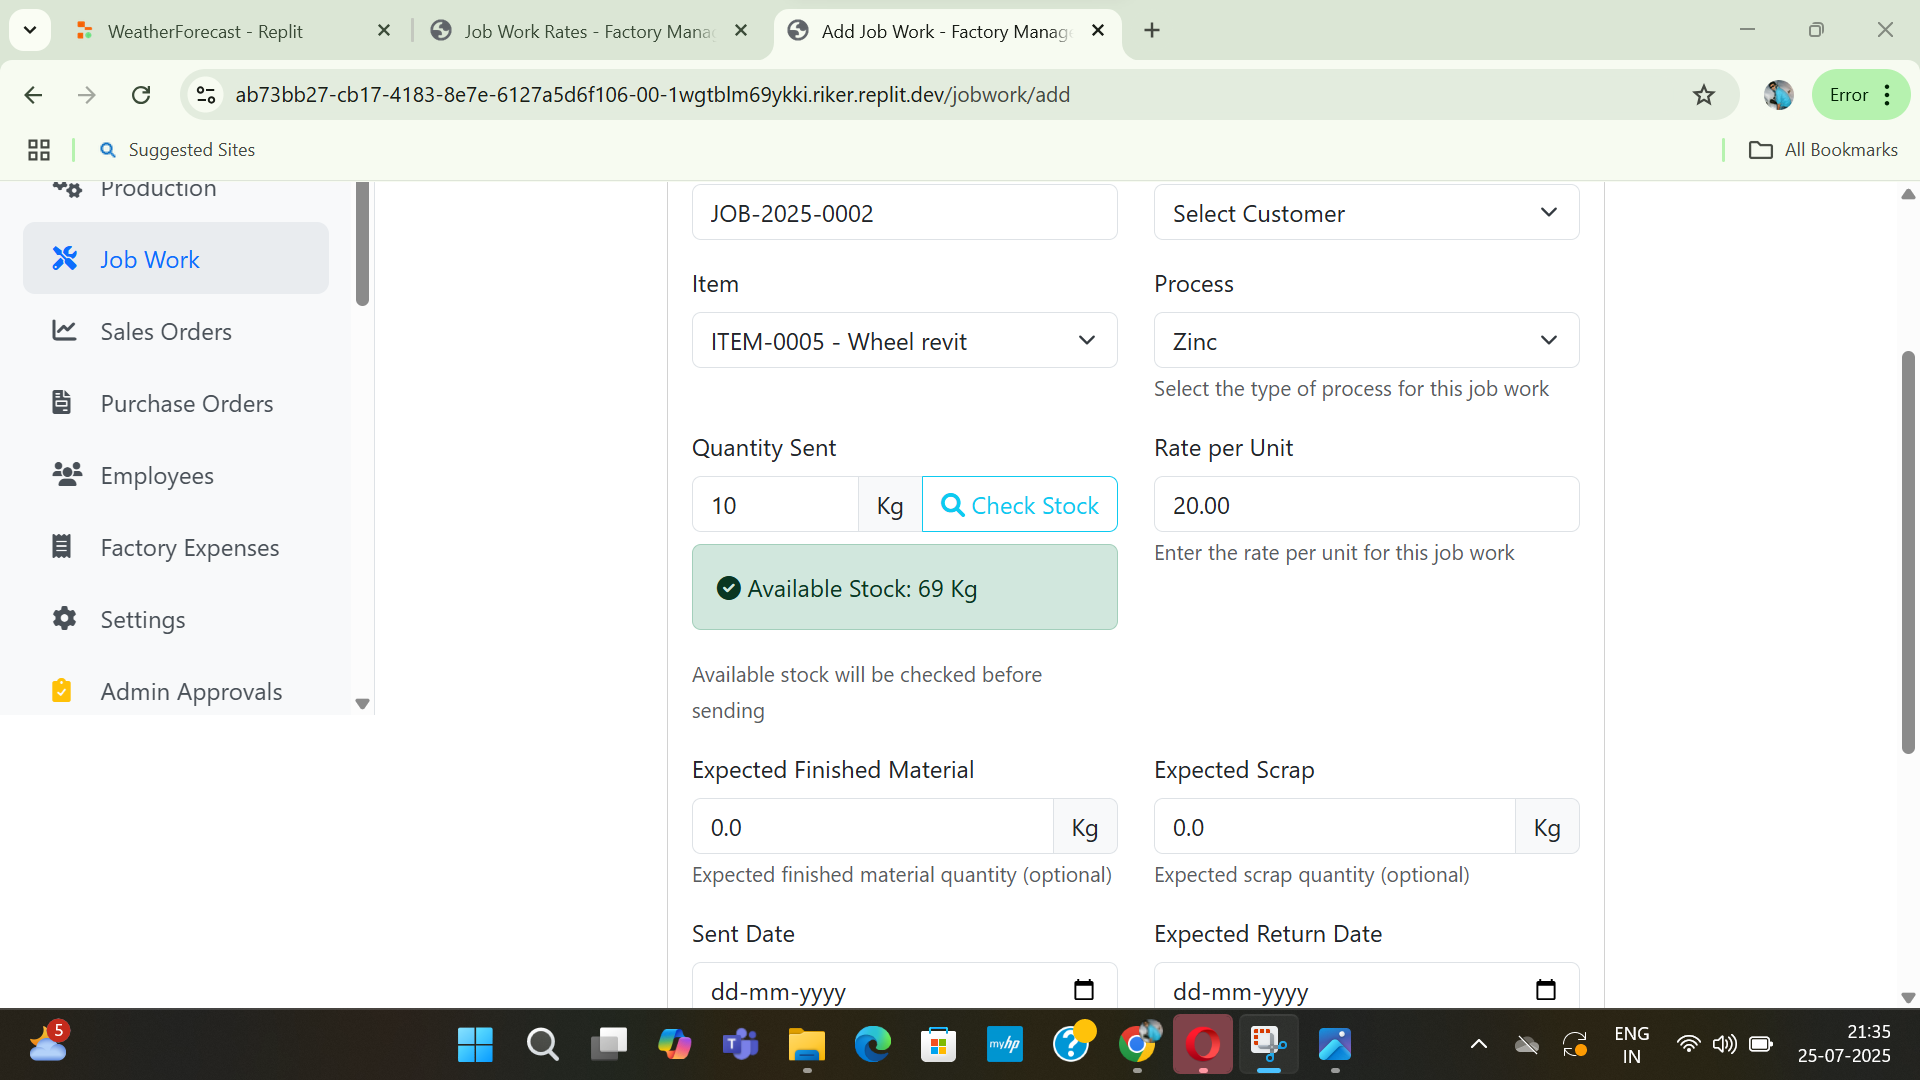 WeatherForecast - Replit
Job Work Rates - Factory Mana
Add Job Work - Factory Manag
ab73bb27-cb17-4183-8e7e-6127a5d6f106-00-1wgtblm69ykki.riker.replit.dev/jobwork/add
Error
Suggested Sites
All Bookmarks
Production
Job Work
Sales Orders
Purchase Orders
Employees
Factory Expenses
Settings
Admin Approvals
JOB-2025-0002
Select Customer
Item
Process
ITEM-0005 - Wheel revit
Zinc
Select the type of process for this job work
Quantity Sent
Rate per Unit
10
Kg
Check Stock
20.00
Enter the rate per unit for this job work
Available Stock: 69 Kg
Available stock will be checked before
sending
Expected Finished Material
Expected Scrap
0.0
Kg
0.0
Kg
Expected finished material quantity (optional)
Expected scrap quantity (optional)
Sent Date
Expected Return Date
dd-mm-yyyy
dd-mm-yyyy
5
myhp
ENG
IN
21:35
25-07-2025